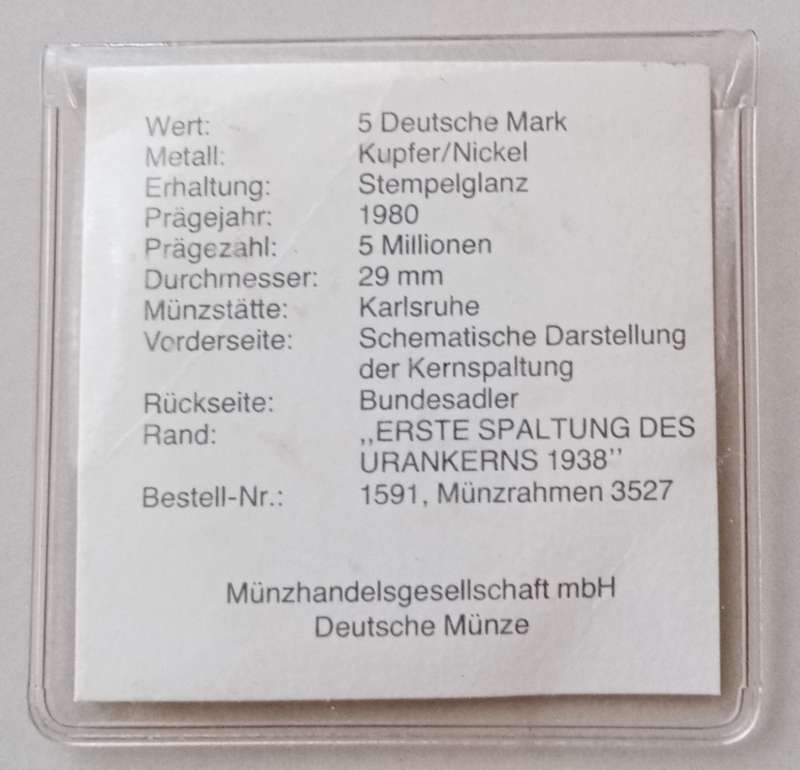 Wert: 5 Deutsche Mark
Metall: Kupfer/Nickel
Erhaltung: Stempelglanz
Prägejahr: 1980
Prägezahl: 5 Millionen
Durchmesser: 29 mm
Münzstätte: Karlsruhe
Vorderseite: Schematische Darstellung
der Kernspaltung
Rückseite: Bundesadler
Rand: ,,ERSTE SPALTUNG DES
URANKERNS 1938''
Bestell-Nr.: 1591, Münzrahmen 3527
Münzhandelsgesellschaft mbH
Deutsche Münze